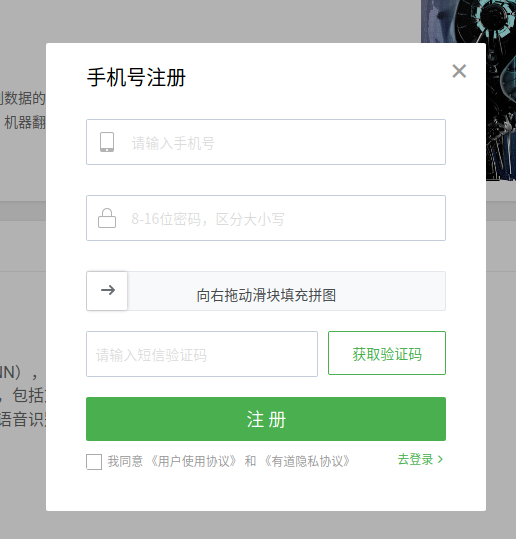 手机号注册
到数据的
机器翻
请输入手机号
8-16位密码，区分大小写
向右拖动滑块填充拼图
请输入短信验证码
获取验证码
NN），
，包括
语音识
注 册
我同意 《用户使用协议》 和 《有道隐私协议》
去登录